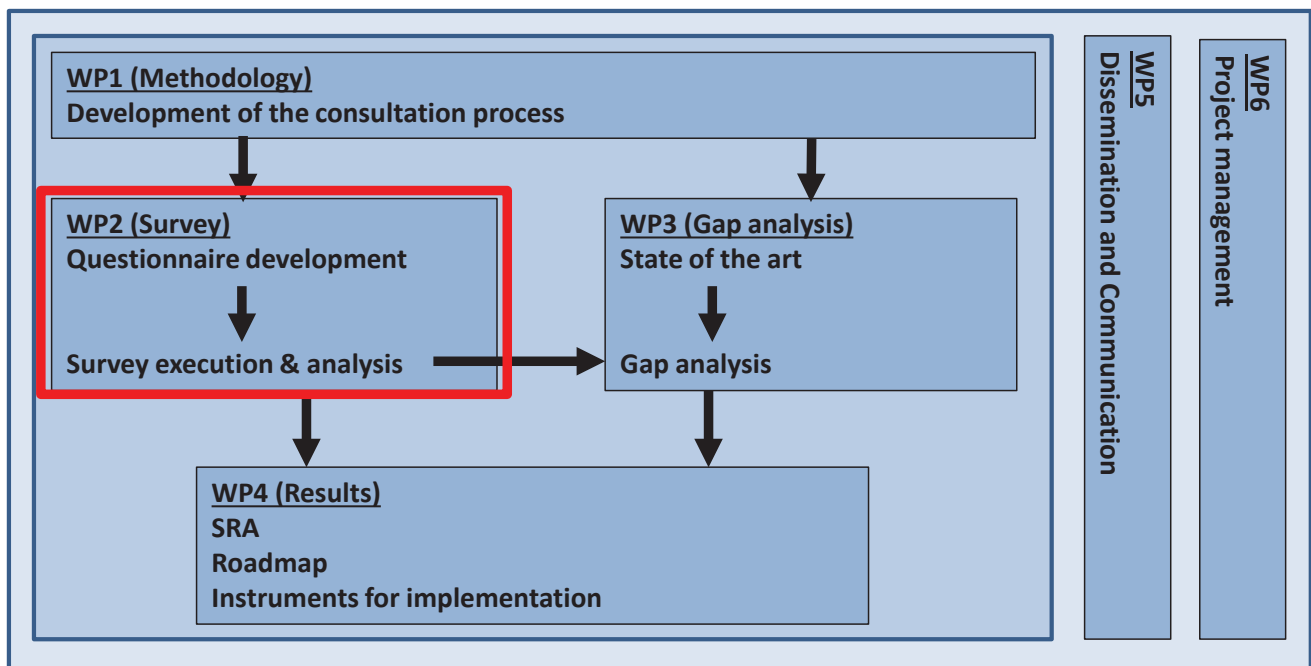 WP1 (Methodology)
Development of the consultation process
WP2 (Survey)
Questionnaire development
Survey execution & analysis
WP3 (Gap analysis)
State of the art
Gap analysis
WP4 (Results)
SRA
Roadmap
Instruments for implementation
WP5
Dissemination and Communication
WP6
Project management